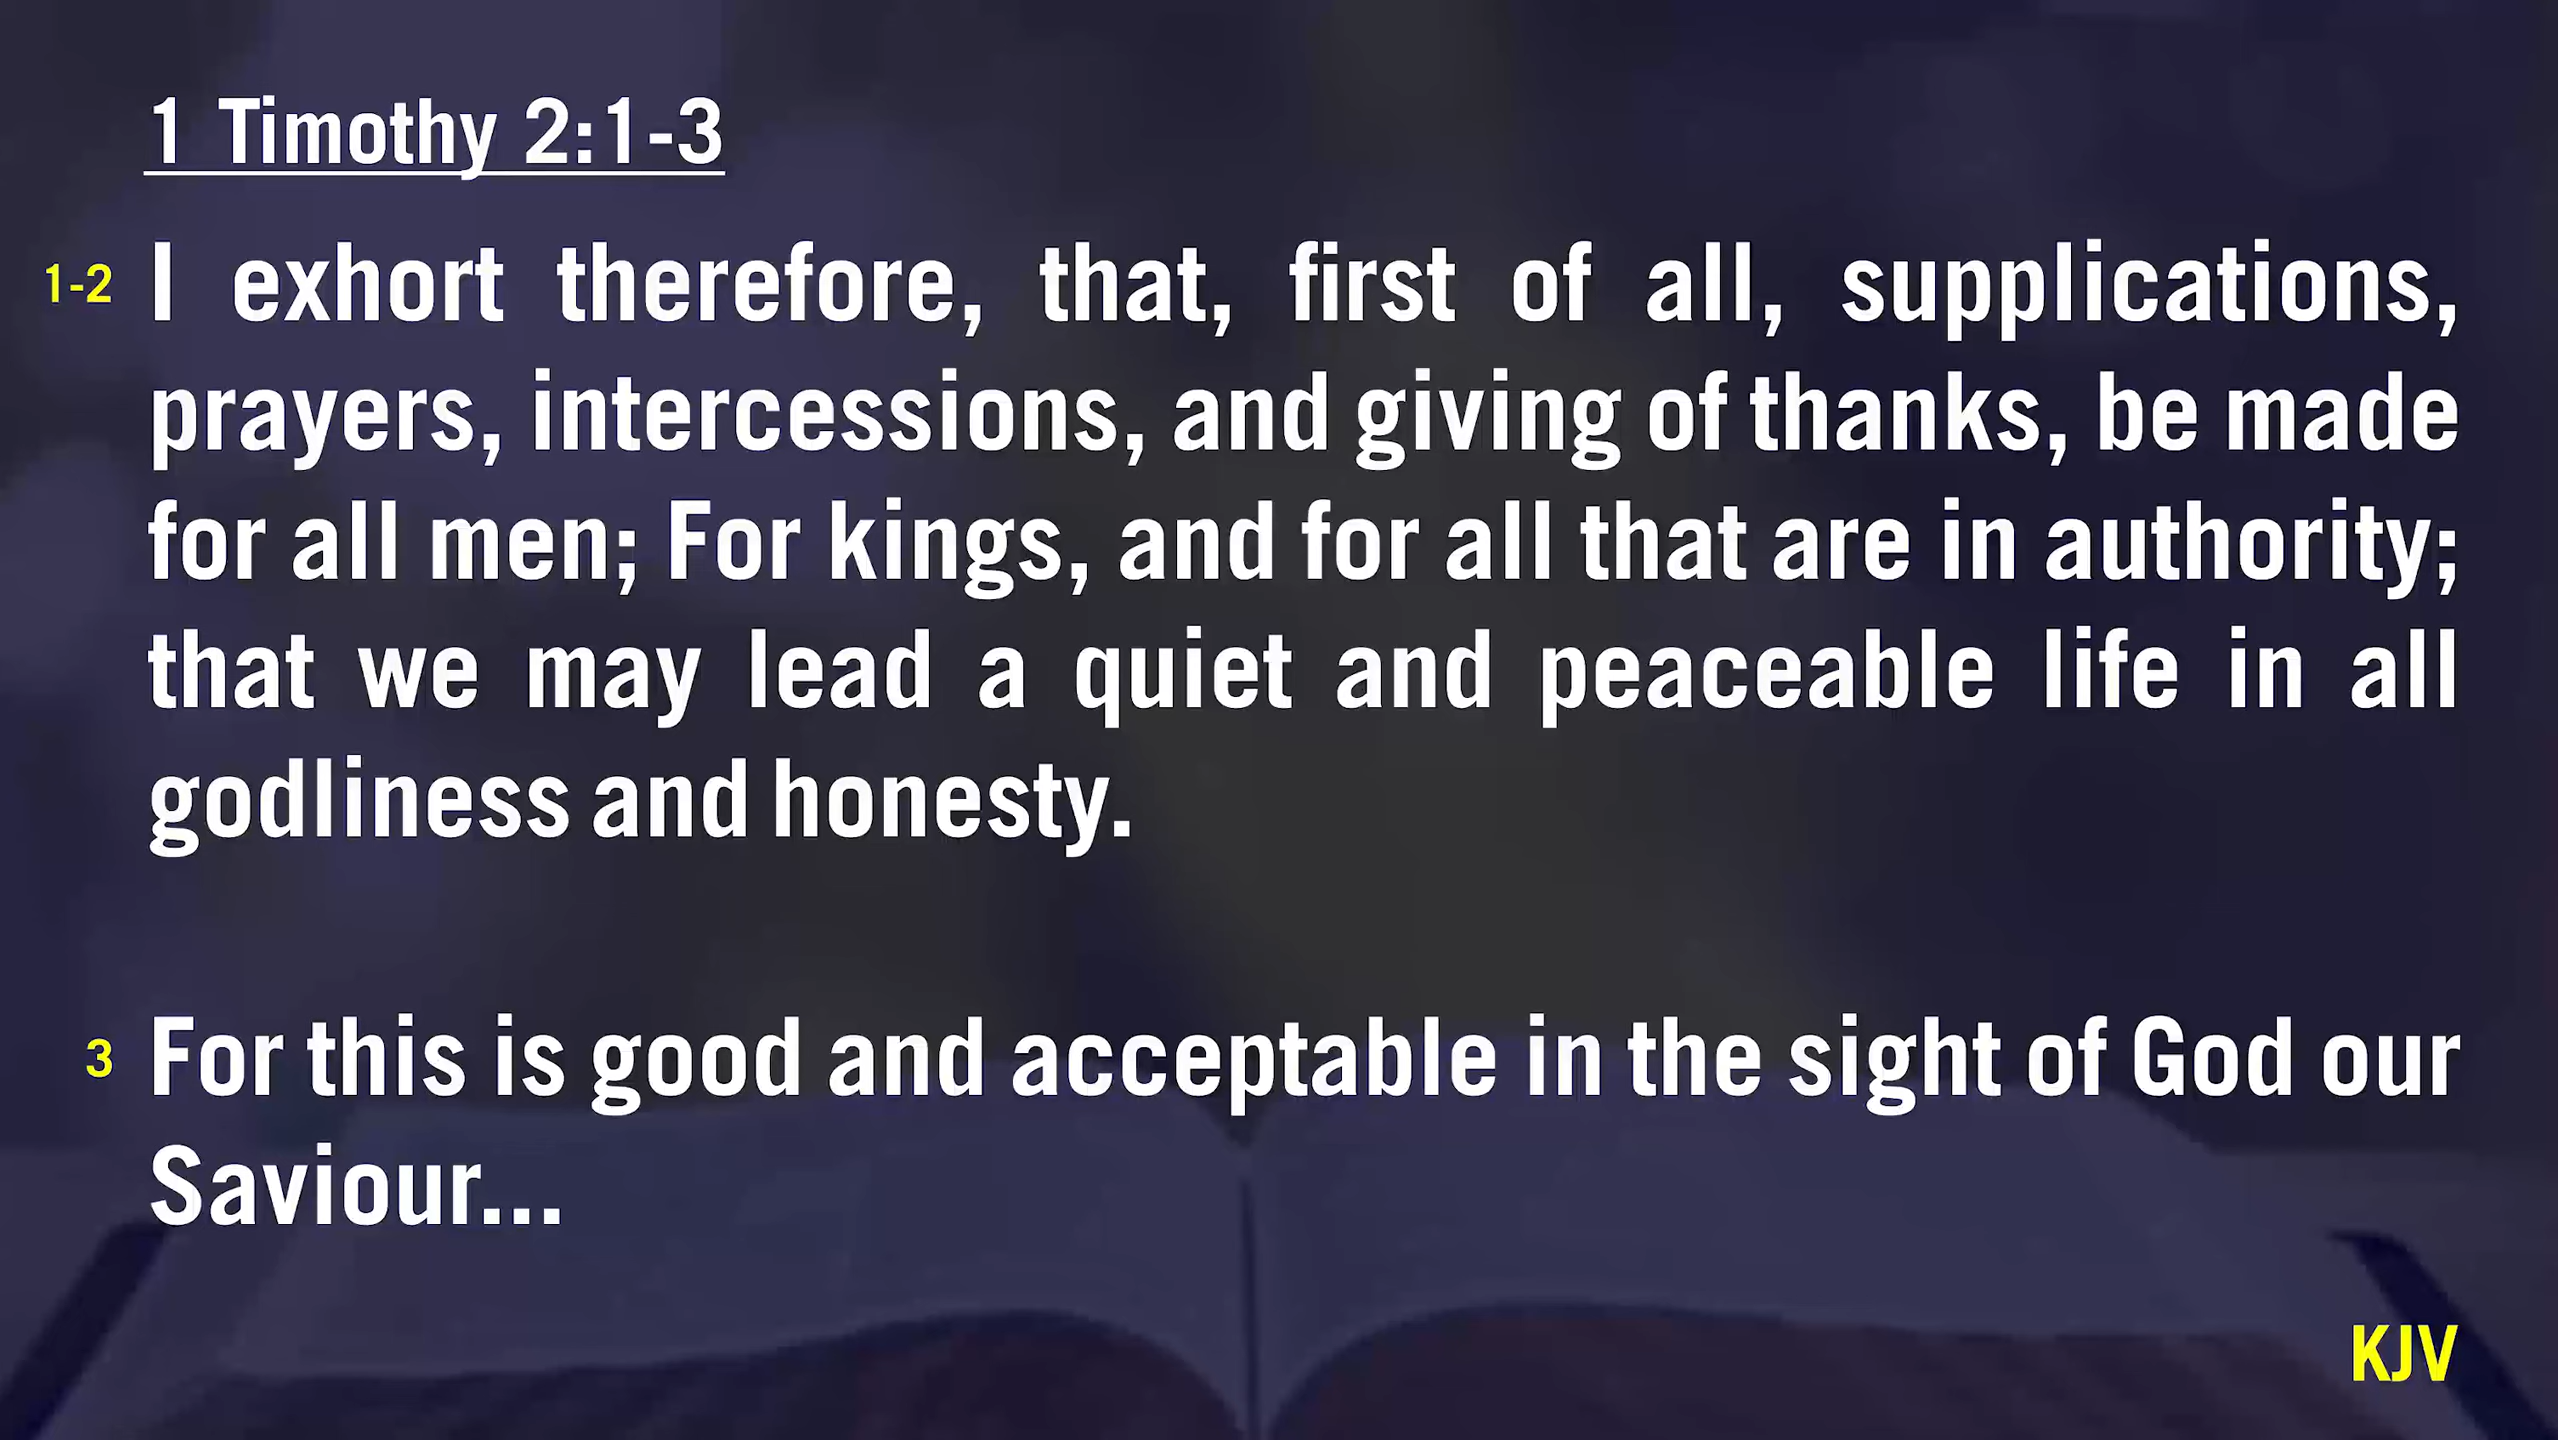 1 Timothy 2:1-3
1-2 I exhort therefore, that, first of all, supplications,
prayers, intercessions, and giving of thanks, be made
for all men; For kings, and for all that are in authority;
that we may lead a quiet and peaceable life in all
godliness and honesty.
3 For this is good and acceptable in the sight of God our
Saviour...
KJV